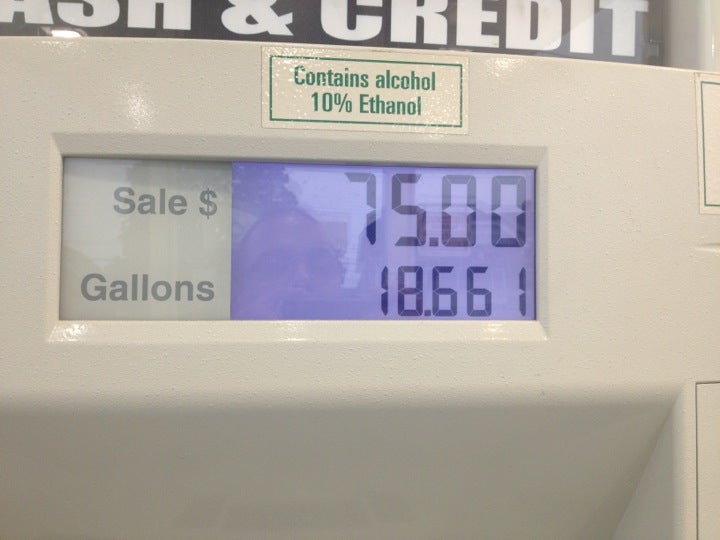 ASH & CREDIT
Contains alcohol
10% Ethanol
Sale $ 75.00
Gallons 18.661